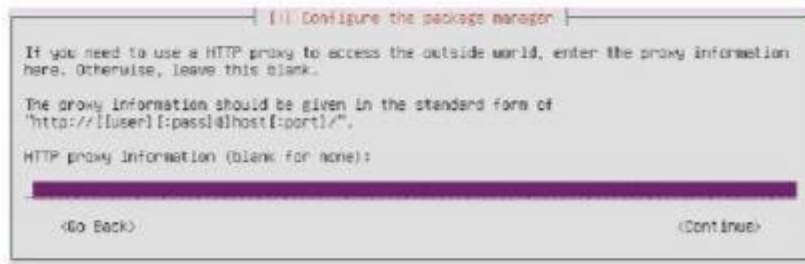 [!] Configure the package manager
If you need to use a HTTP proxy to access the outside world, enter the proxy information
here. Otherwise, leave this blank.
The proxy information should be given in the standard form of
"http://[[user][:pass]@]host[:port]/".
HTTP proxy information (blank for none):
<Go Back>
<Continue>